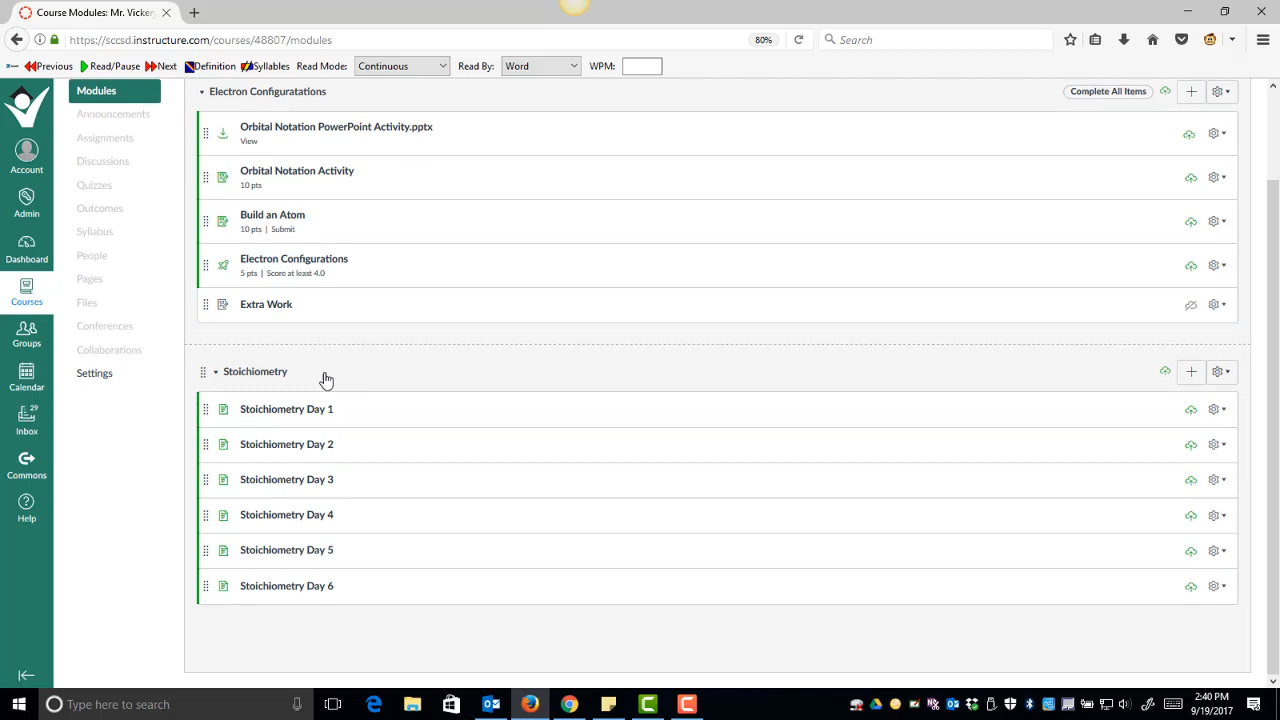 Course Modules: Mr. Vickery
https://sccsd.instructure.com/courses/48807/modules
80%
Search
Previous
Read/Pause
Next
Definition
Syllables
Read Mode:
Continuous
Read By:
Word
WPM:
Account
Admin
Dashboard
Courses
Groups
Calendar
29
Inbox
Commons
Help
Modules
Announcements
Assignments
Discussions
Quizzes
Outcomes
Syllabus
People
Pages
Files
Conferences
Collaborations
Settings
Electron Configuratations
Complete All Items
Orbital Notation PowerPoint Activity.pptx
View
Orbital Notation Activity
10 pts
Build an Atom
10 pts | Submit
Electron Configurations
5 pts | Score at least 4.0
Extra Work
Stoichiometry
Stoichiometry Day 1
Stoichiometry Day 2
Stoichiometry Day 3
Stoichiometry Day 4
Stoichiometry Day 5
Stoichiometry Day 6
Type here to search
2:40 PM
9/19/2017